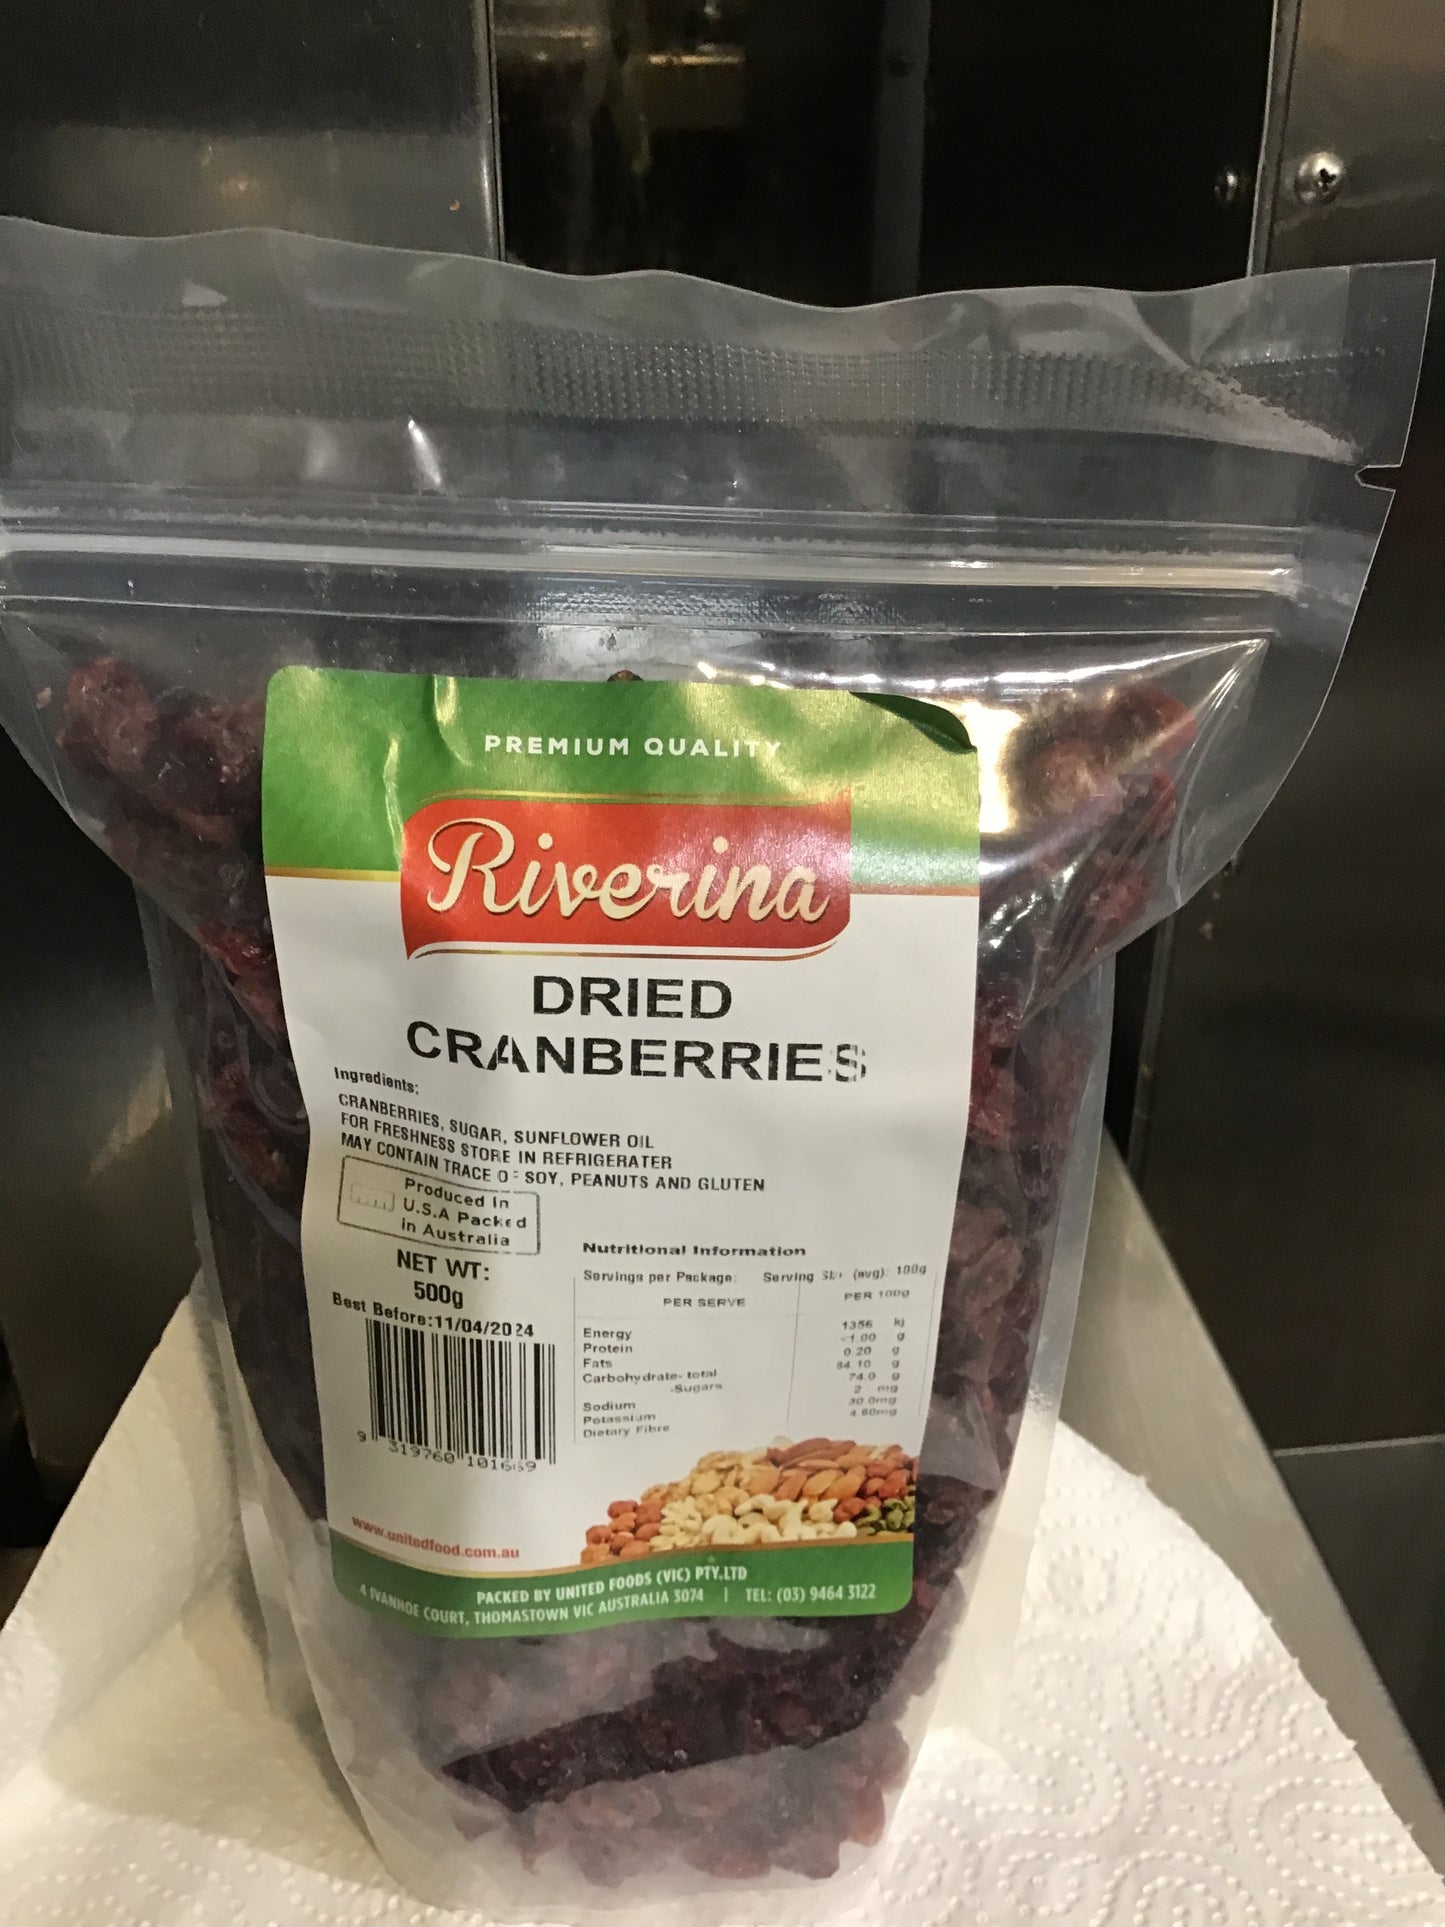 PREMIUM QUALITY
Riverina
DRIED
CRANBERRIES
Ingredients:
CRANBERRIES, SUGAR, SUNFLOWER OIL
FOR FRESHNESS STORE IN REFRIGERATER
MAY CONTAIN TRACE OF SOY, PEANUTS AND GLUTEN
Produced in
U.S.A Packed
in Australia
NET WT:
500g
Best Before:11/04/2024
9 319760 101659
Nutritional Information
Servings per Package: Serving (avg): 100g
PER SERVE PER 100g
Energy 1356 kj
Protein <1.00 g
Fats 0.20 g
Carbohydrate- total 84.10 g
-Sugars 74.0 g
Sodium 2 mg
Potassium 30.0mg
Dietary Fibre 4.60mg
www.unitedfood.com.au
PACKED BY UNITED FOODS (VIC) PTY.LTD
4 IVANHOE COURT, THOMASTOWN VIC AUSTRALIA 3074 | TEL: (03) 9464 3122